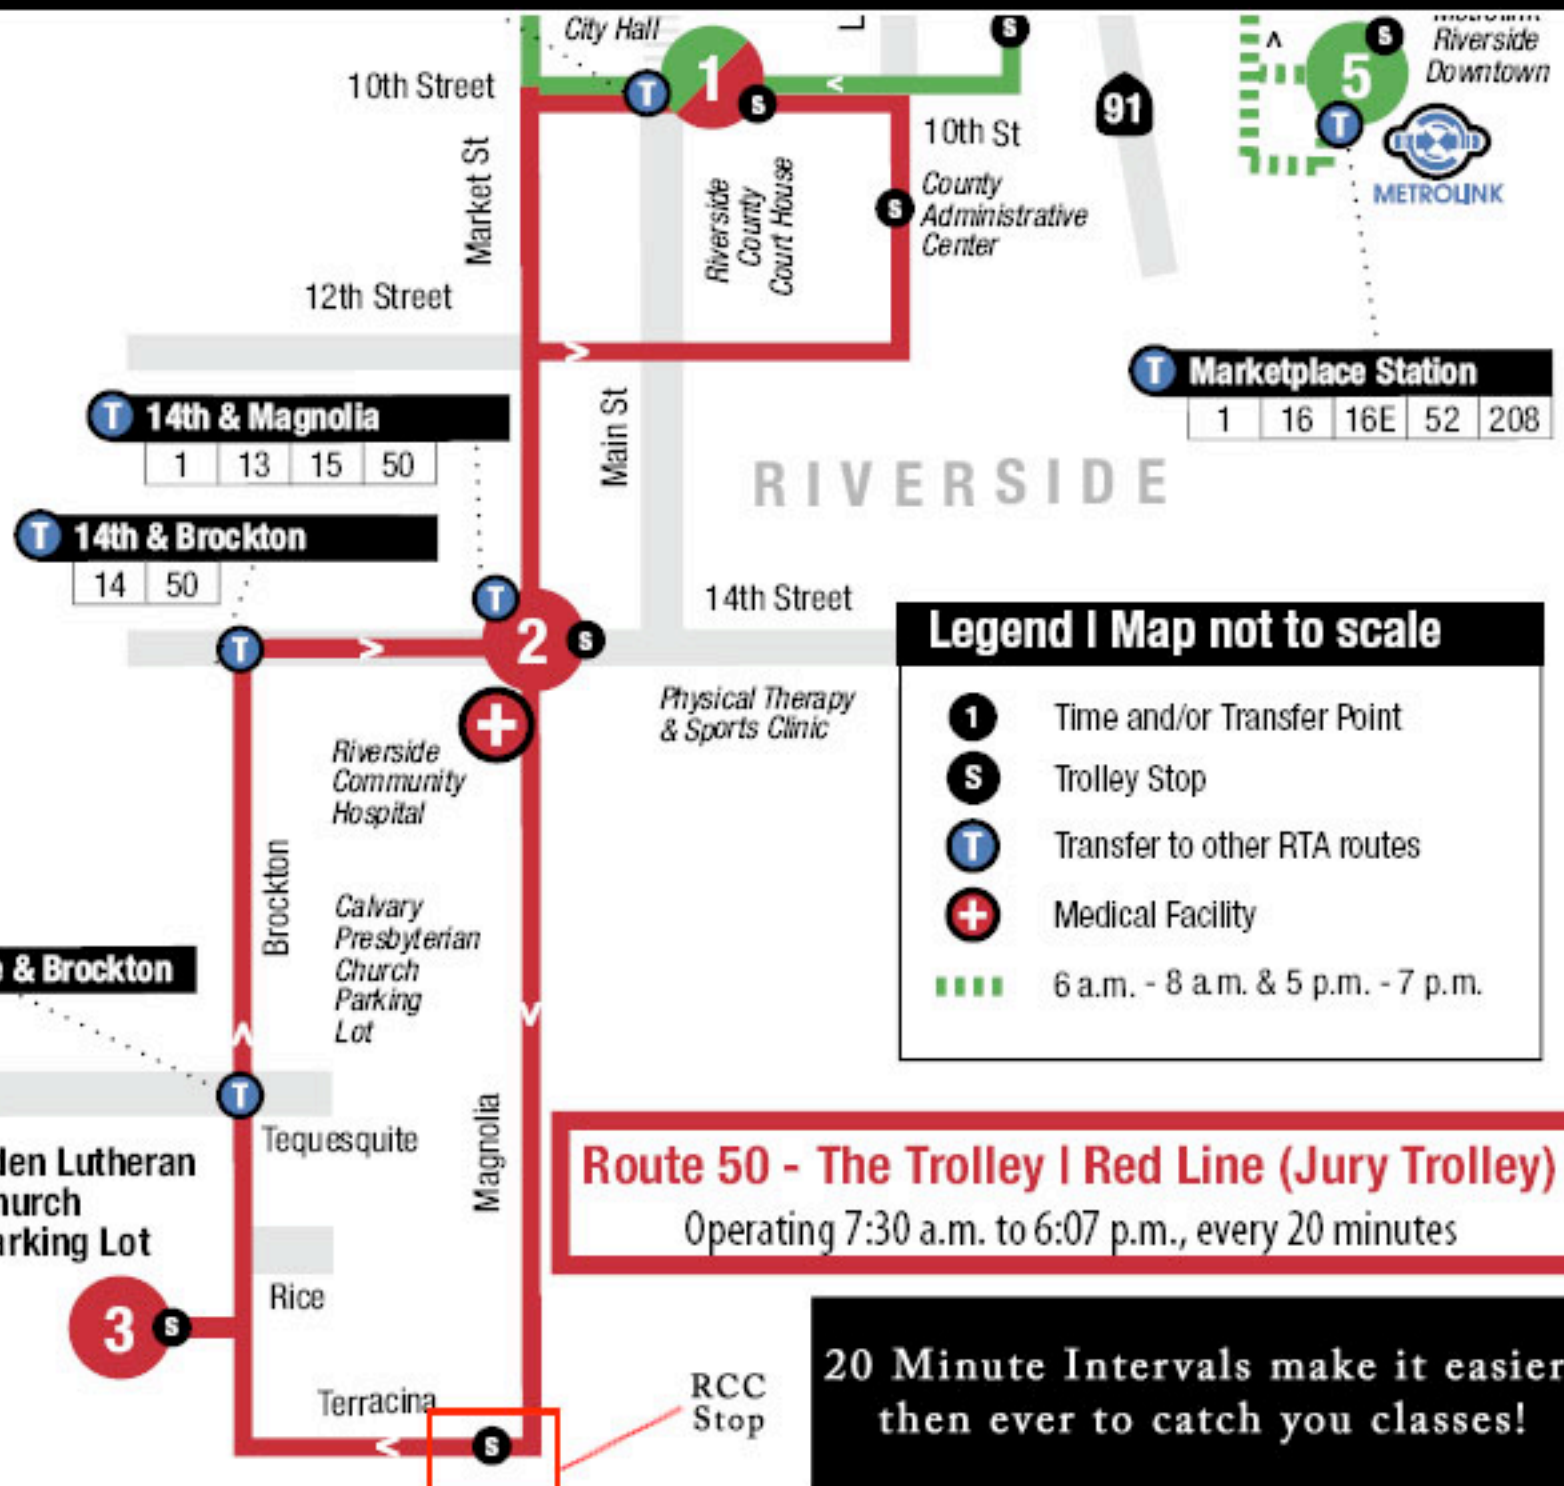 City Hall
10th Street
1
T
S
S
L
91
Riverside
Downtown
S
5
T
METROLINK
Market St
Riverside
County
Court House
10th St
S
County
Administrative
Center
12th Street
T 14th & Magnolia
1 13 15 50
Main St
T Marketplace Station
1 16 16E 52 208
RIVERSIDE
T 14th & Brockton
14 50
T
T
2
S
14th Street
Physical Therapy
& Sports Clinic
Riverside
Community
Hospital
Legend | Map not to scale
1 Time and/or Transfer Point
S Trolley Stop
T Transfer to other RTA routes
Medical Facility
6 a.m. - 8 a.m. & 5 p.m. - 7 p.m.
Brockton
Calvary
Presbyterian
Church
Parking
Lot
& Brockton
T
Tequesquite
Magnolia
Lutheran
Lot
3
S
Rice
Route 50 - The Trolley | Red Line (Jury Trolley)
Operating 7:30 a.m. to 6:07 p.m., every 20 minutes
Terracina
S
RCC
Stop
20 Minute Intervals make it easier
then ever to catch you classes!